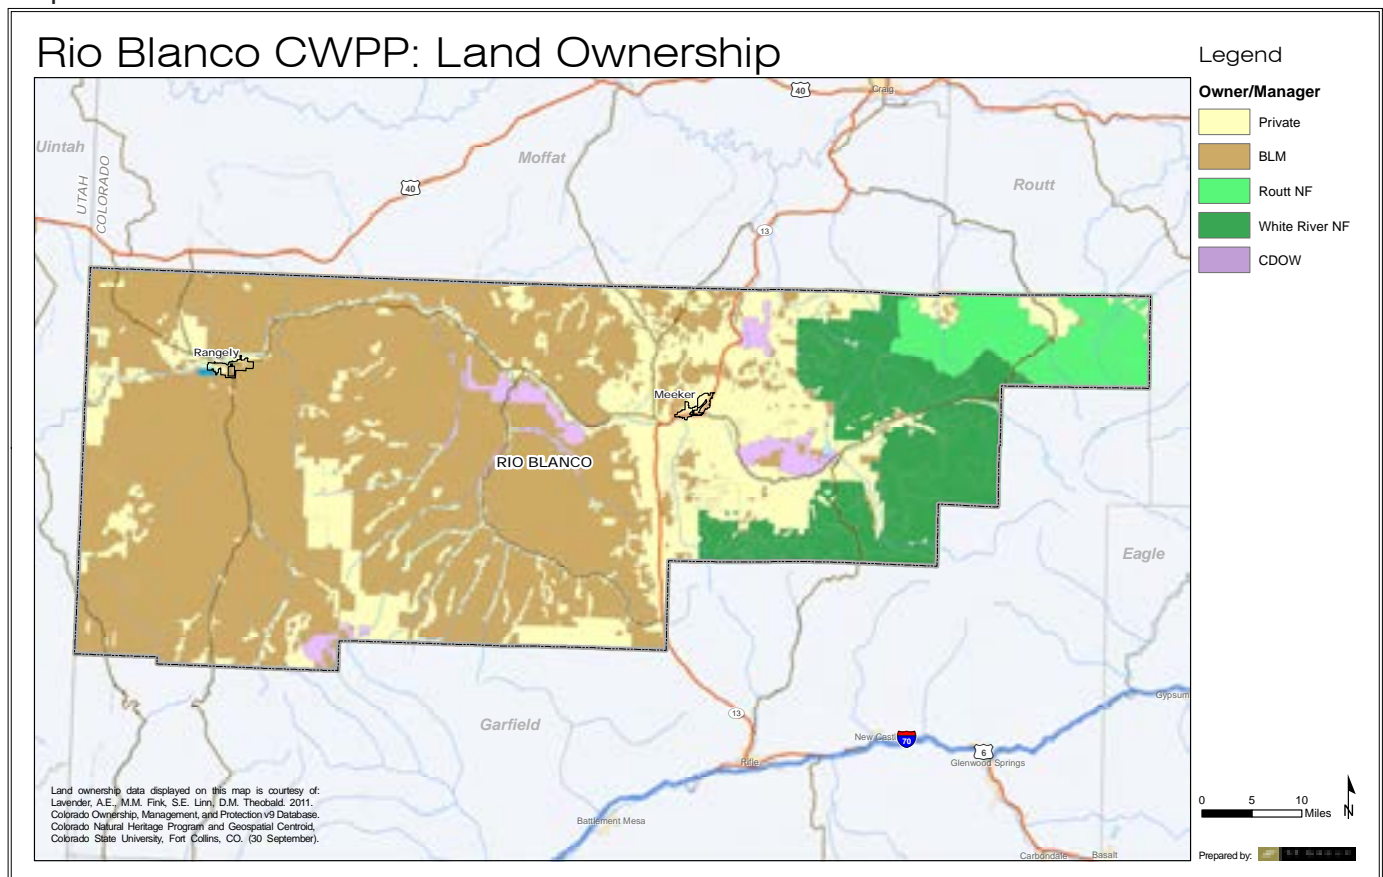 Rio Blanco CWPP: Land Ownership
Legend
Owner/Manager
Private
BLM
Routt NF
White River NF
CDOW
40
Craig
Uintah
Moffat
UTAH
COLORADO
40
Routt
13
Rangely
Meeker
RIO BLANCO
Eagle
Gypsum
Garfield
13
New Castl
70
6
Rifle
Glenwood Springs
Land ownership data displayed on this map is courtesy of:
Lavender, A.E., M.M. Fink, S.E. Linn, D.M. Theobald. 2011.
Colorado Ownership, Management, and Protection v9 Database.
Colorado Natural Heritage Program and Geospatial Centroid,
Colorado State University, Fort Collins, CO. (30 September).
Battlement Mesa
Carbondale
Basalt
0 5 10
Miles
N
Prepared by: